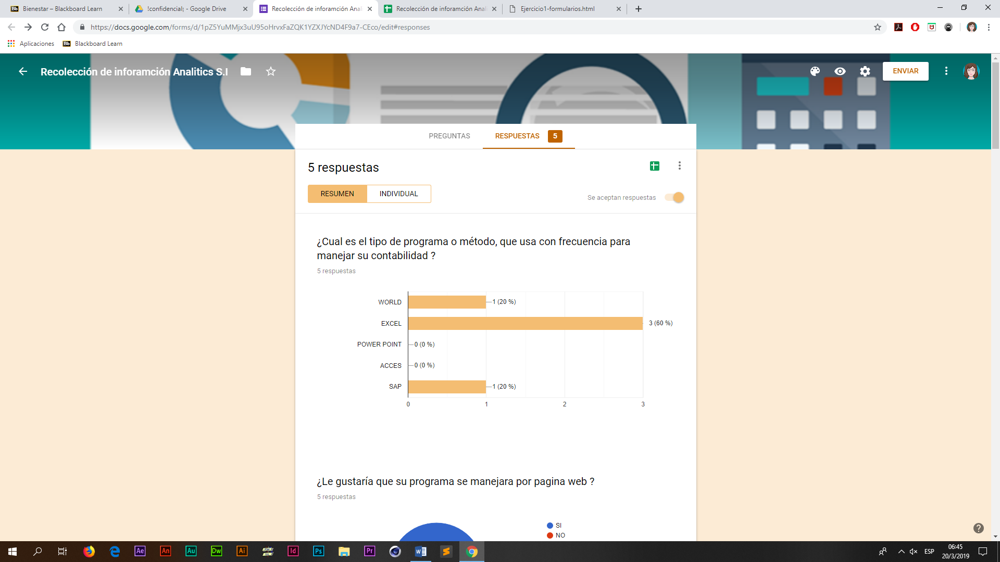 Bienestar – Blackboard Learn
!confidencial¡ - Google Drive
Recolección de inforamción Anali
Recolección de inforamción Anal
Ejercicio1-formularios.html
https://docs.google.com/forms/d/1pZ5YuMMjx3uU95oHrvxFaZQK1YZXJYcND4F9a7-CEco/edit#responses
Aplicaciones
Bb Blackboard Learn
Recolección de inforamción Analitics S.I
ENVIAR
PREGUNTAS
RESPUESTAS 5
5 respuestas
RESUMEN
INDIVIDUAL
Se aceptan respuestas
¿Cual es el tipo de programa o método, que usa con frecuencia para
manejar su contabilidad ?
5 respuestas
WORLD 1 (20 %)
EXCEL 3 (60 %)
POWER POINT 0 (0 %)
ACCES 0 (0 %)
SAP 1 (20 %)
0 1 2 3
¿Le gustaría que su programa se manejara por pagina web ?
5 respuestas
SI
NO
Ae An Au Dw Ai Id Ps Pr
ESP
06:45
20/3/2019